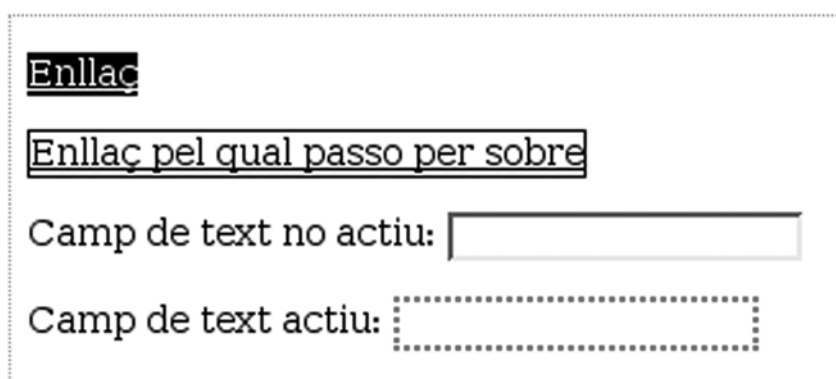 Enllaç
Enllaç pel qual passo per sobre
Camp de text no actiu:
Camp de text actiu: